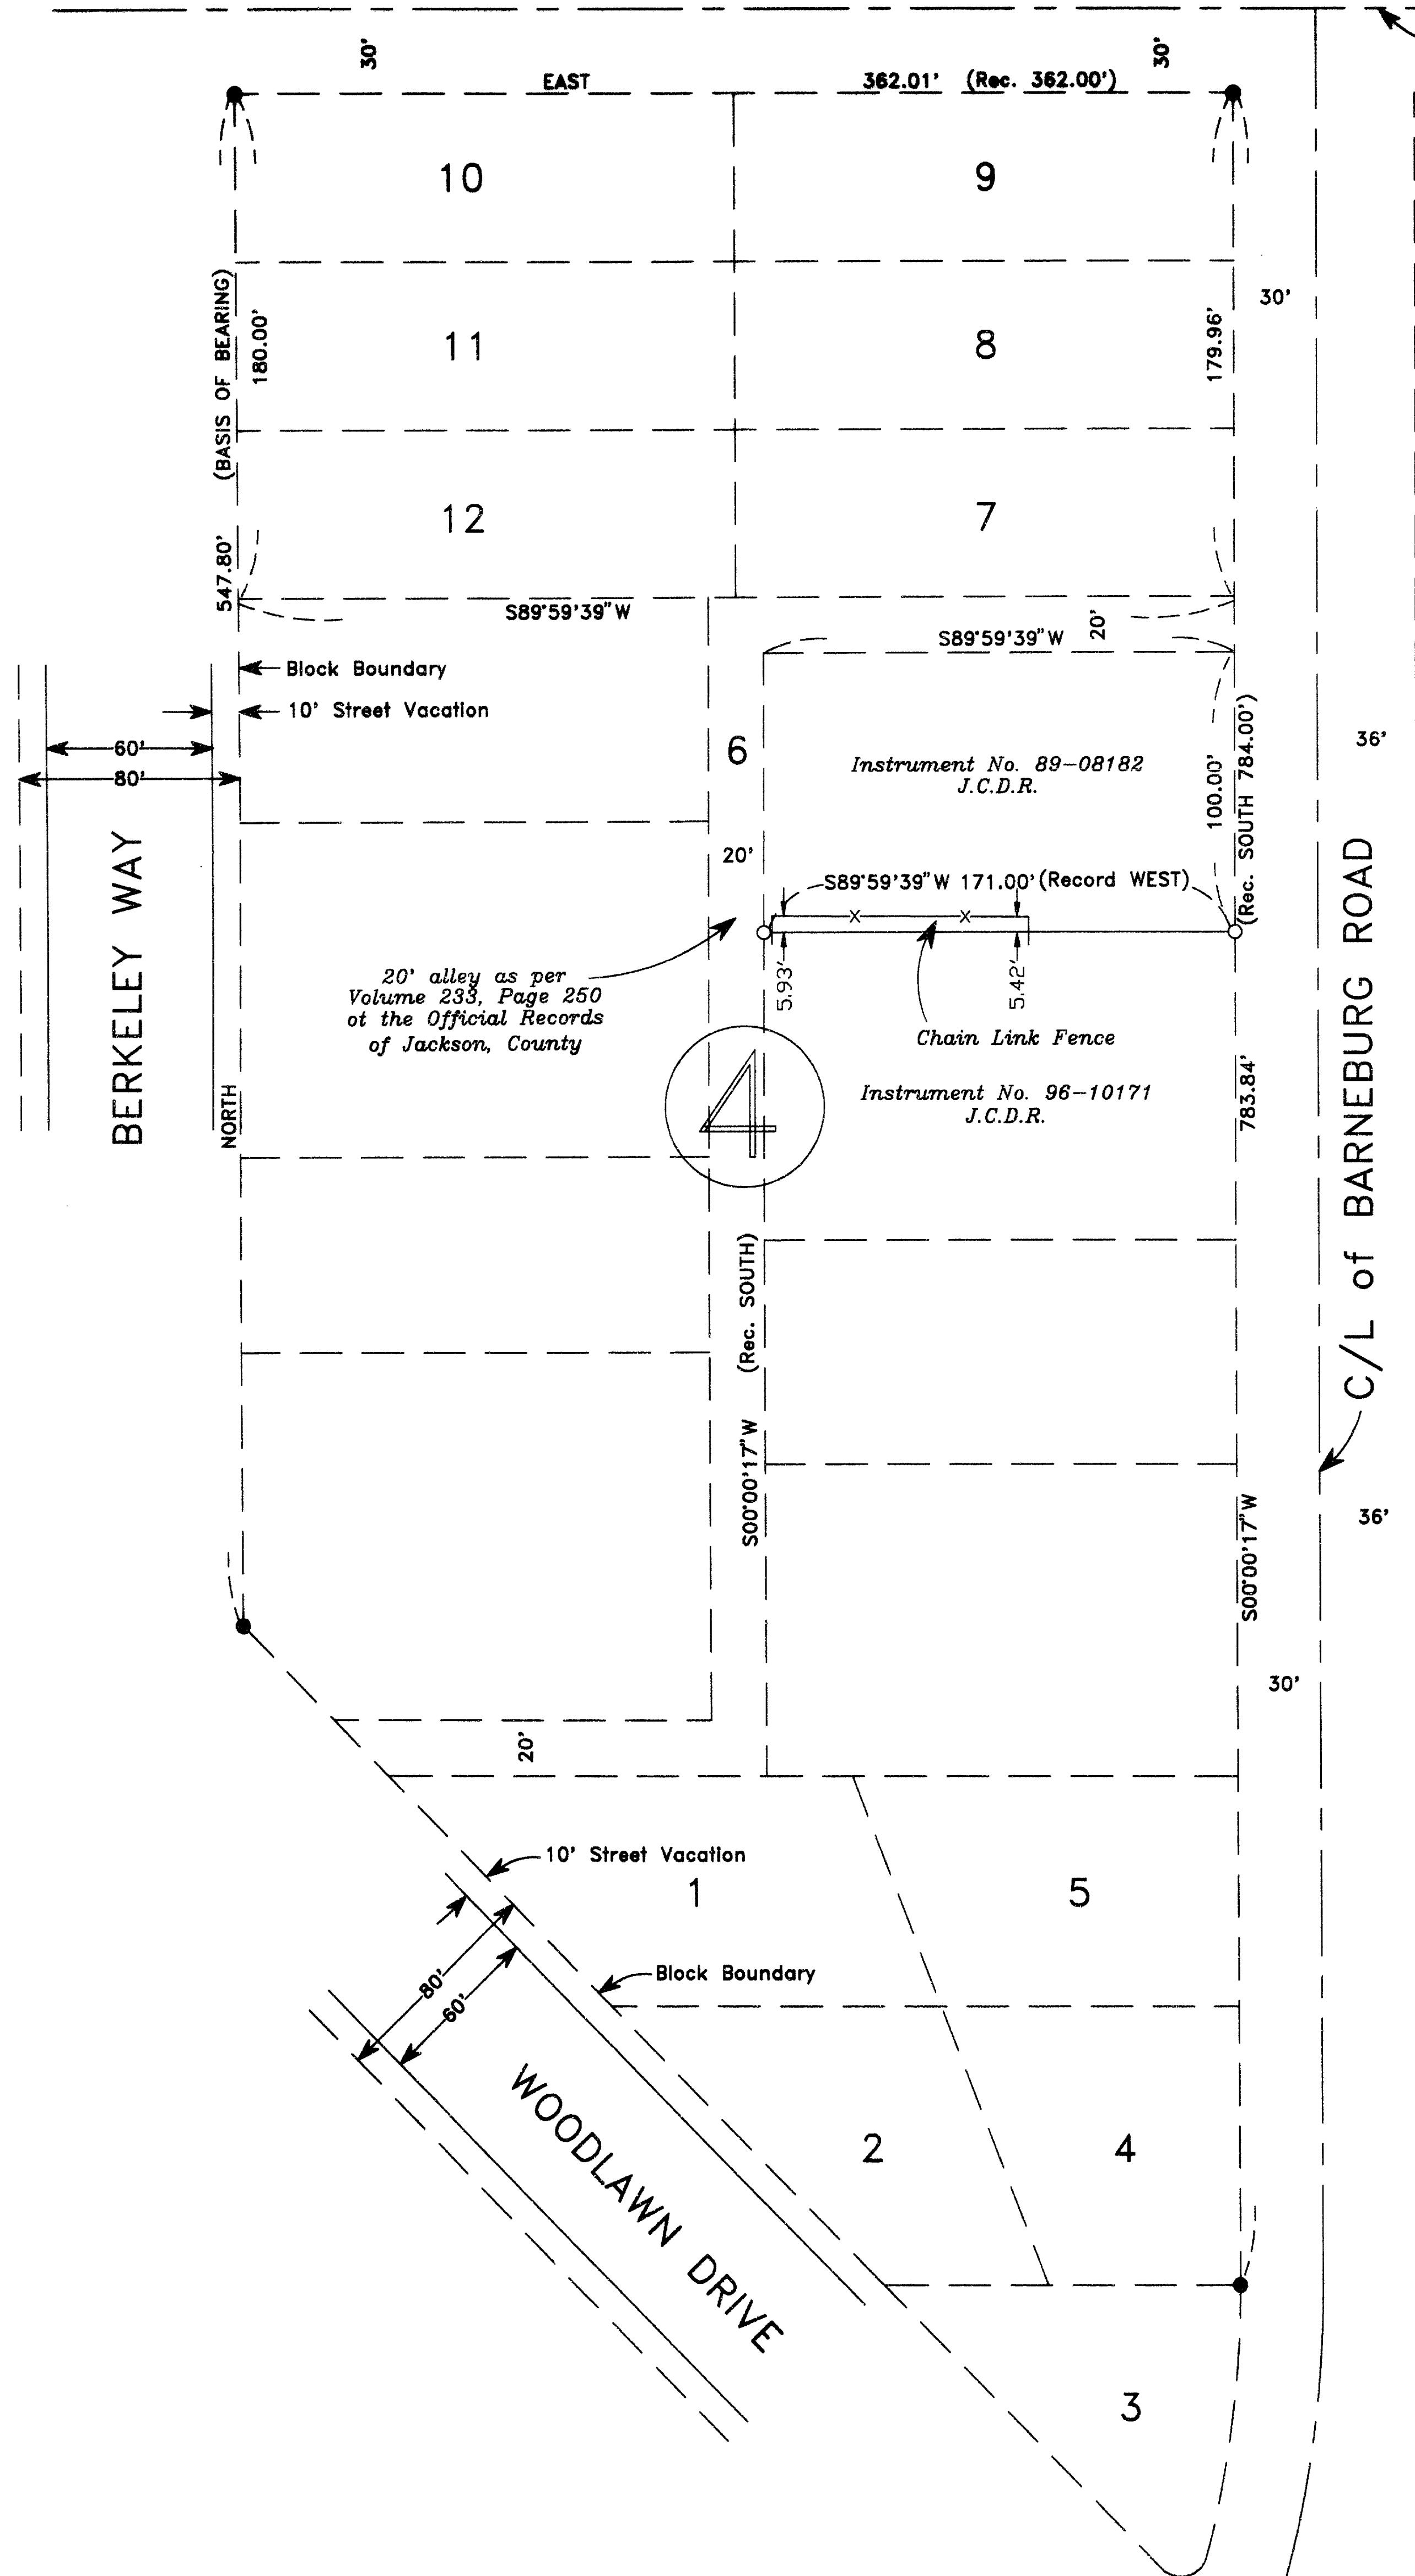 30'
30'
EAST
362.01' (Rec. 362.00')
10
9
(BASIS OF BEARING)
180.00'
11
8
179.96'
30'
12
7
547.80'
S89°59'39"W
20'
S89°59'39"W
Block Boundary
10' Street Vacation
60'
80'
6
Instrument No. 89-08182
J.C.D.R.
100.00'
(Rec. SOUTH 784.00')
36'
20'
S89°59'39"W 171.00' (Record WEST)
BERKELEY WAY
20' alley as per
Volume 233, Page 250
ot the Official Records
of Jackson, County
5.93'
5.42'
Chain Link Fence
Instrument No. 96-10171
J.C.D.R.
4
NORTH
783.84'
C/L of BARNEBURG ROAD
(Rec. SOUTH)
S00°00'17"W
S00°00'17"W
36'
30'
20'
10' Street Vacation
1
5
Block Boundary
80'
60'
WOODLAWN DRIVE
2
4
3